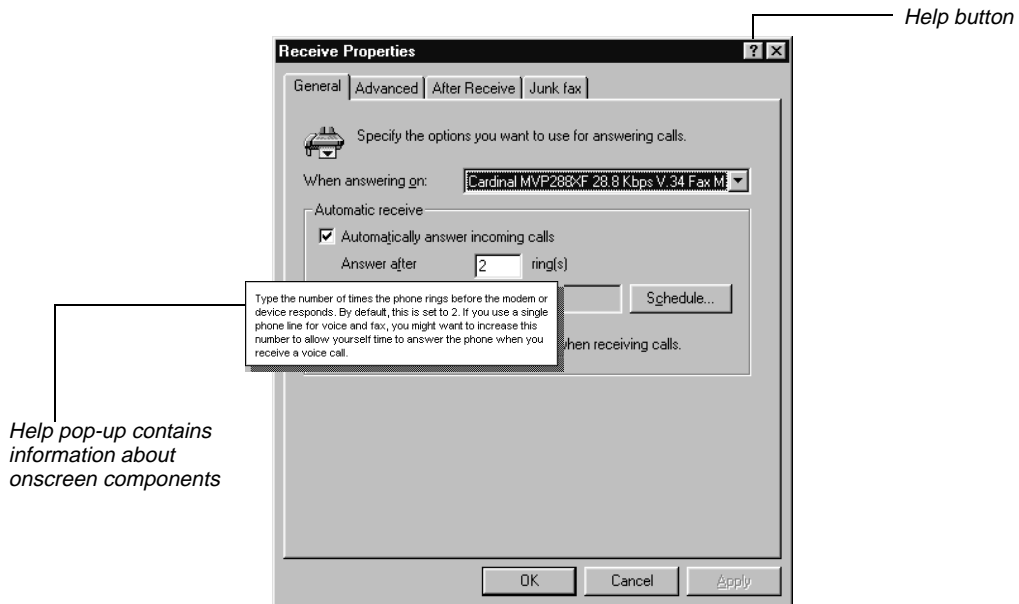 Help button
Receive Properties
General Advanced After Receive Junk fax
Specify the options you want to use for answering calls.
When answering on: Cardinal MVP288XF 28.8 Kbps V.34 Fax M
Automatic receive
Automatically answer incoming calls
Answer after 2 ring(s)
Schedule...
Type the number of times the phone rings before the modem or
device responds. By default, this is set to 2. If you use a single
phone line for voice and fax, you might want to increase this
number to allow yourself time to answer the phone when you
receive a voice call.
when receiving calls.
Help pop-up contains
information about
onscreen components
OK Cancel Apply